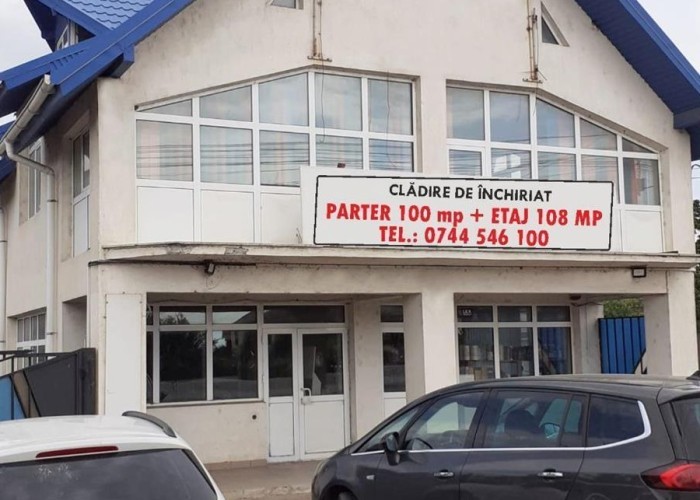 CLĂDIRE DE ÎNCHIRIAT
PARTER 100 mp + ETAJ 108 MP
TEL.: 0744 546 100